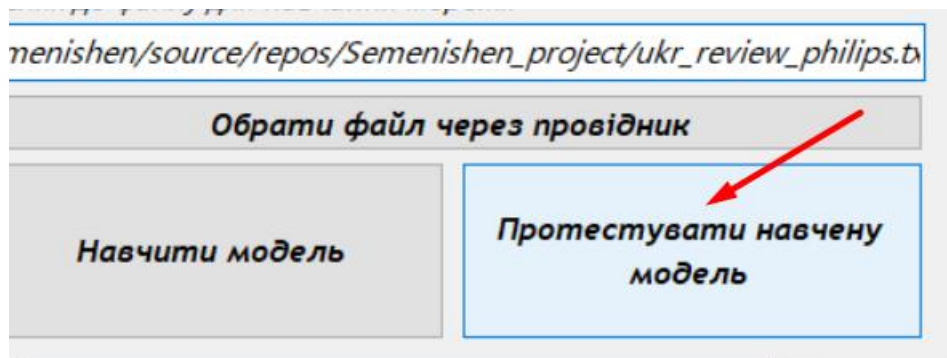 menishen/source/repos/Semenishen_project/ukr_review_philips.tx
Обрати файл через провідник
Навчити модель
Протестувати навчену
модель